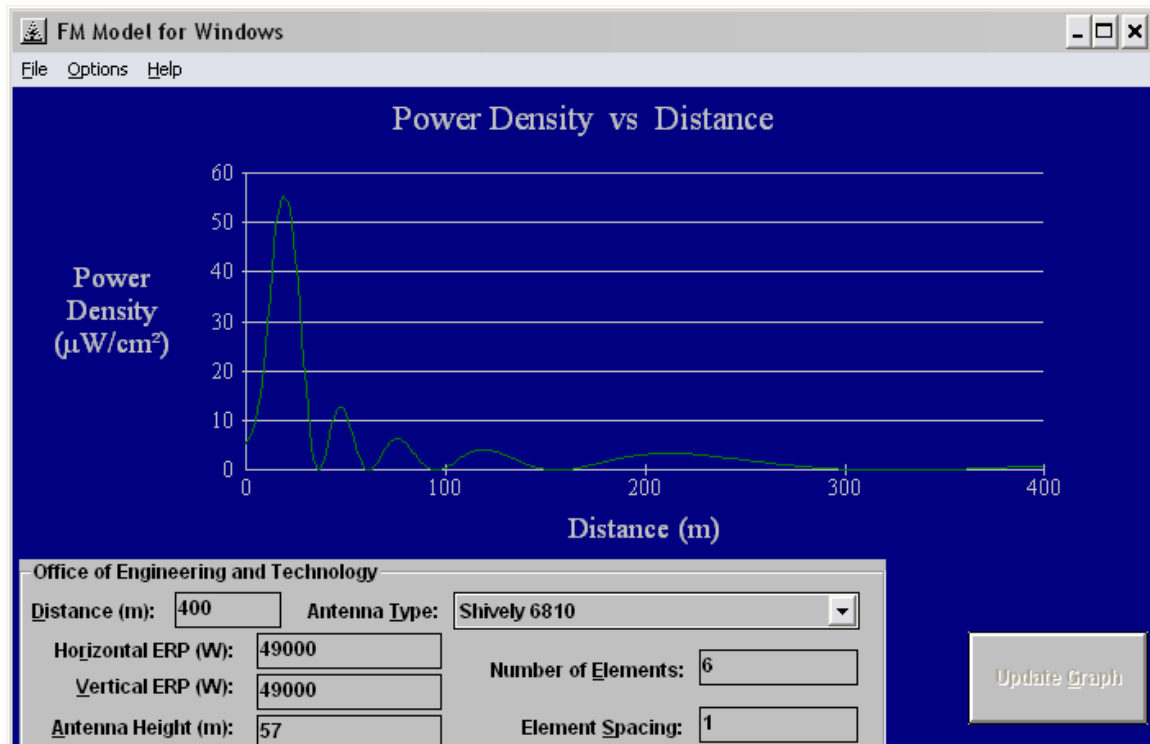 FM Model for Windows
File Options Help
Power Density vs Distance
60
50
40
30
20
10
0
Power
Density
(µW/cm²)
0 100 200 300 400
Distance (m)
Office of Engineering and Technology
Distance (m): 400 Antenna Type: Shively 6810
Horizontal ERP (W): 49000
Number of Elements: 6
Vertical ERP (W): 49000
Update Graph
Antenna Height (m): 57 Element Spacing: 1